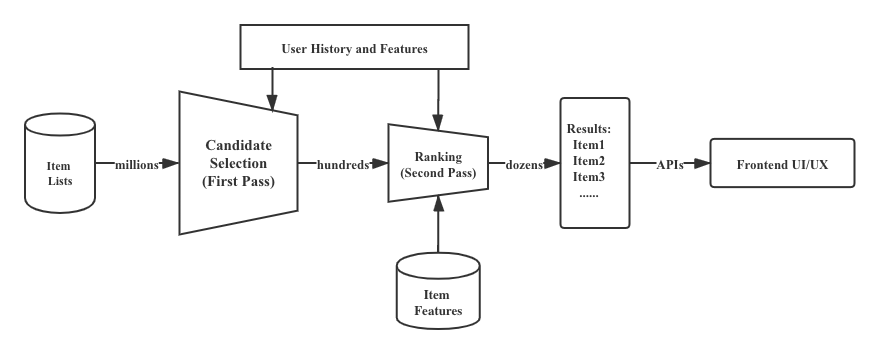 User History and Features
Item
Lists
millions
Candidate
Selection
(First Pass)
hundreds
Ranking
(Second Pass)
dozens
Results:
Item1
Item2
Item3
......
APIs
Frontend UI/UX
Item
Features